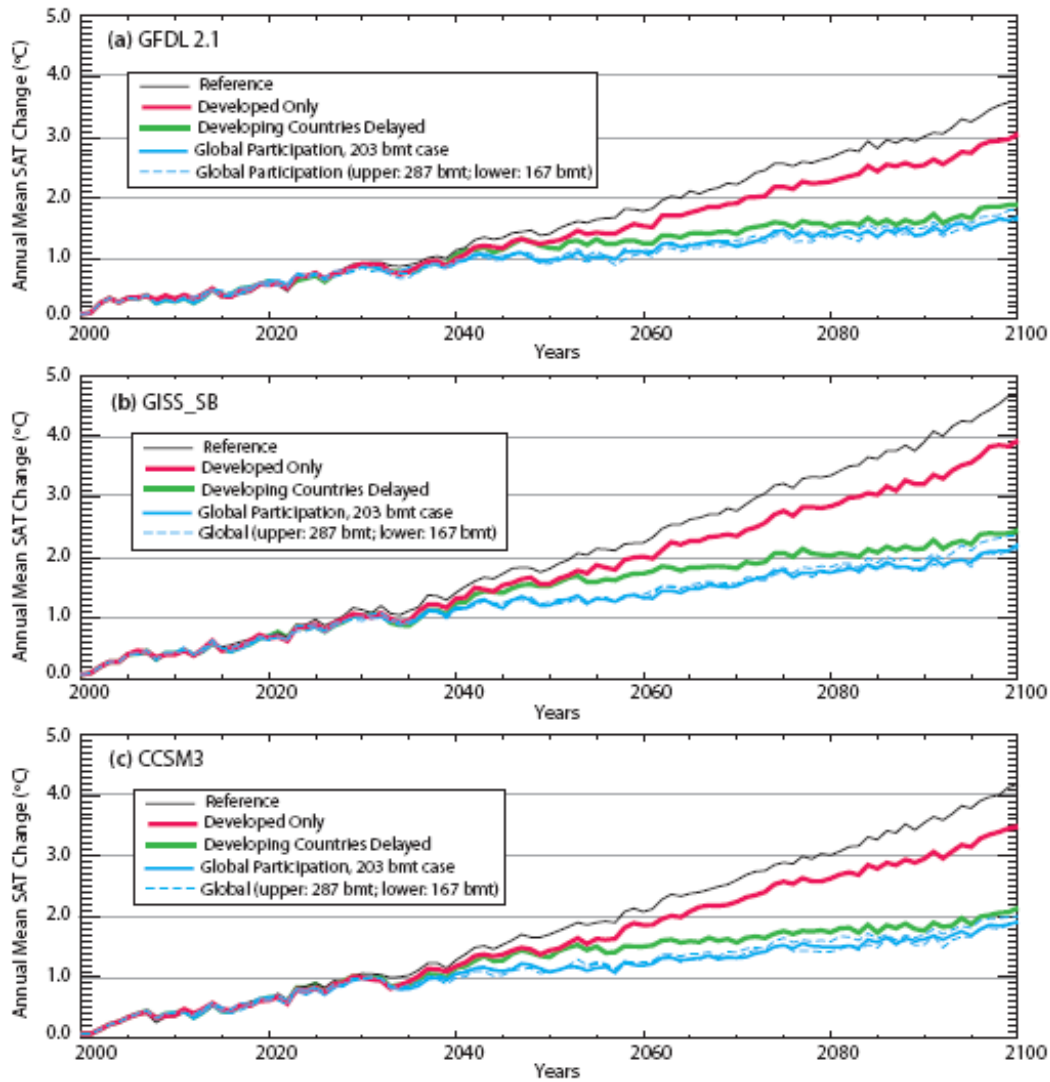 Annual Mean SAT Change (°C)
5.0
4.0
3.0
2.0
1.0
0.0
(a) GFDL 2.1
Reference
Developed Only
Developing Countries Delayed
Global Participation, 203 bmt case
Global Participation (upper: 287 bmt; lower: 167 bmt)
2000
2020
2040
2060
2080
2100
Years
Annual Mean SAT Change (°C)
5.0
4.0
3.0
2.0
1.0
0.0
(b) GISS_SB
Reference
Developed Only
Developing Countries Delayed
Global Participation, 203 bmt case
Global (upper: 287 bmt; lower: 167 bmt)
2000
2020
2040
2060
2080
2100
Years
Annual Mean SAT Change (°C)
5.0
4.0
3.0
2.0
1.0
0.0
(c) CCSM3
Reference
Developed Only
Developing Countries Delayed
Global Participation, 203 bmt case
Global (upper: 287 bmt; lower: 167 bmt)
2000
2020
2040
2060
2080
2100
Years